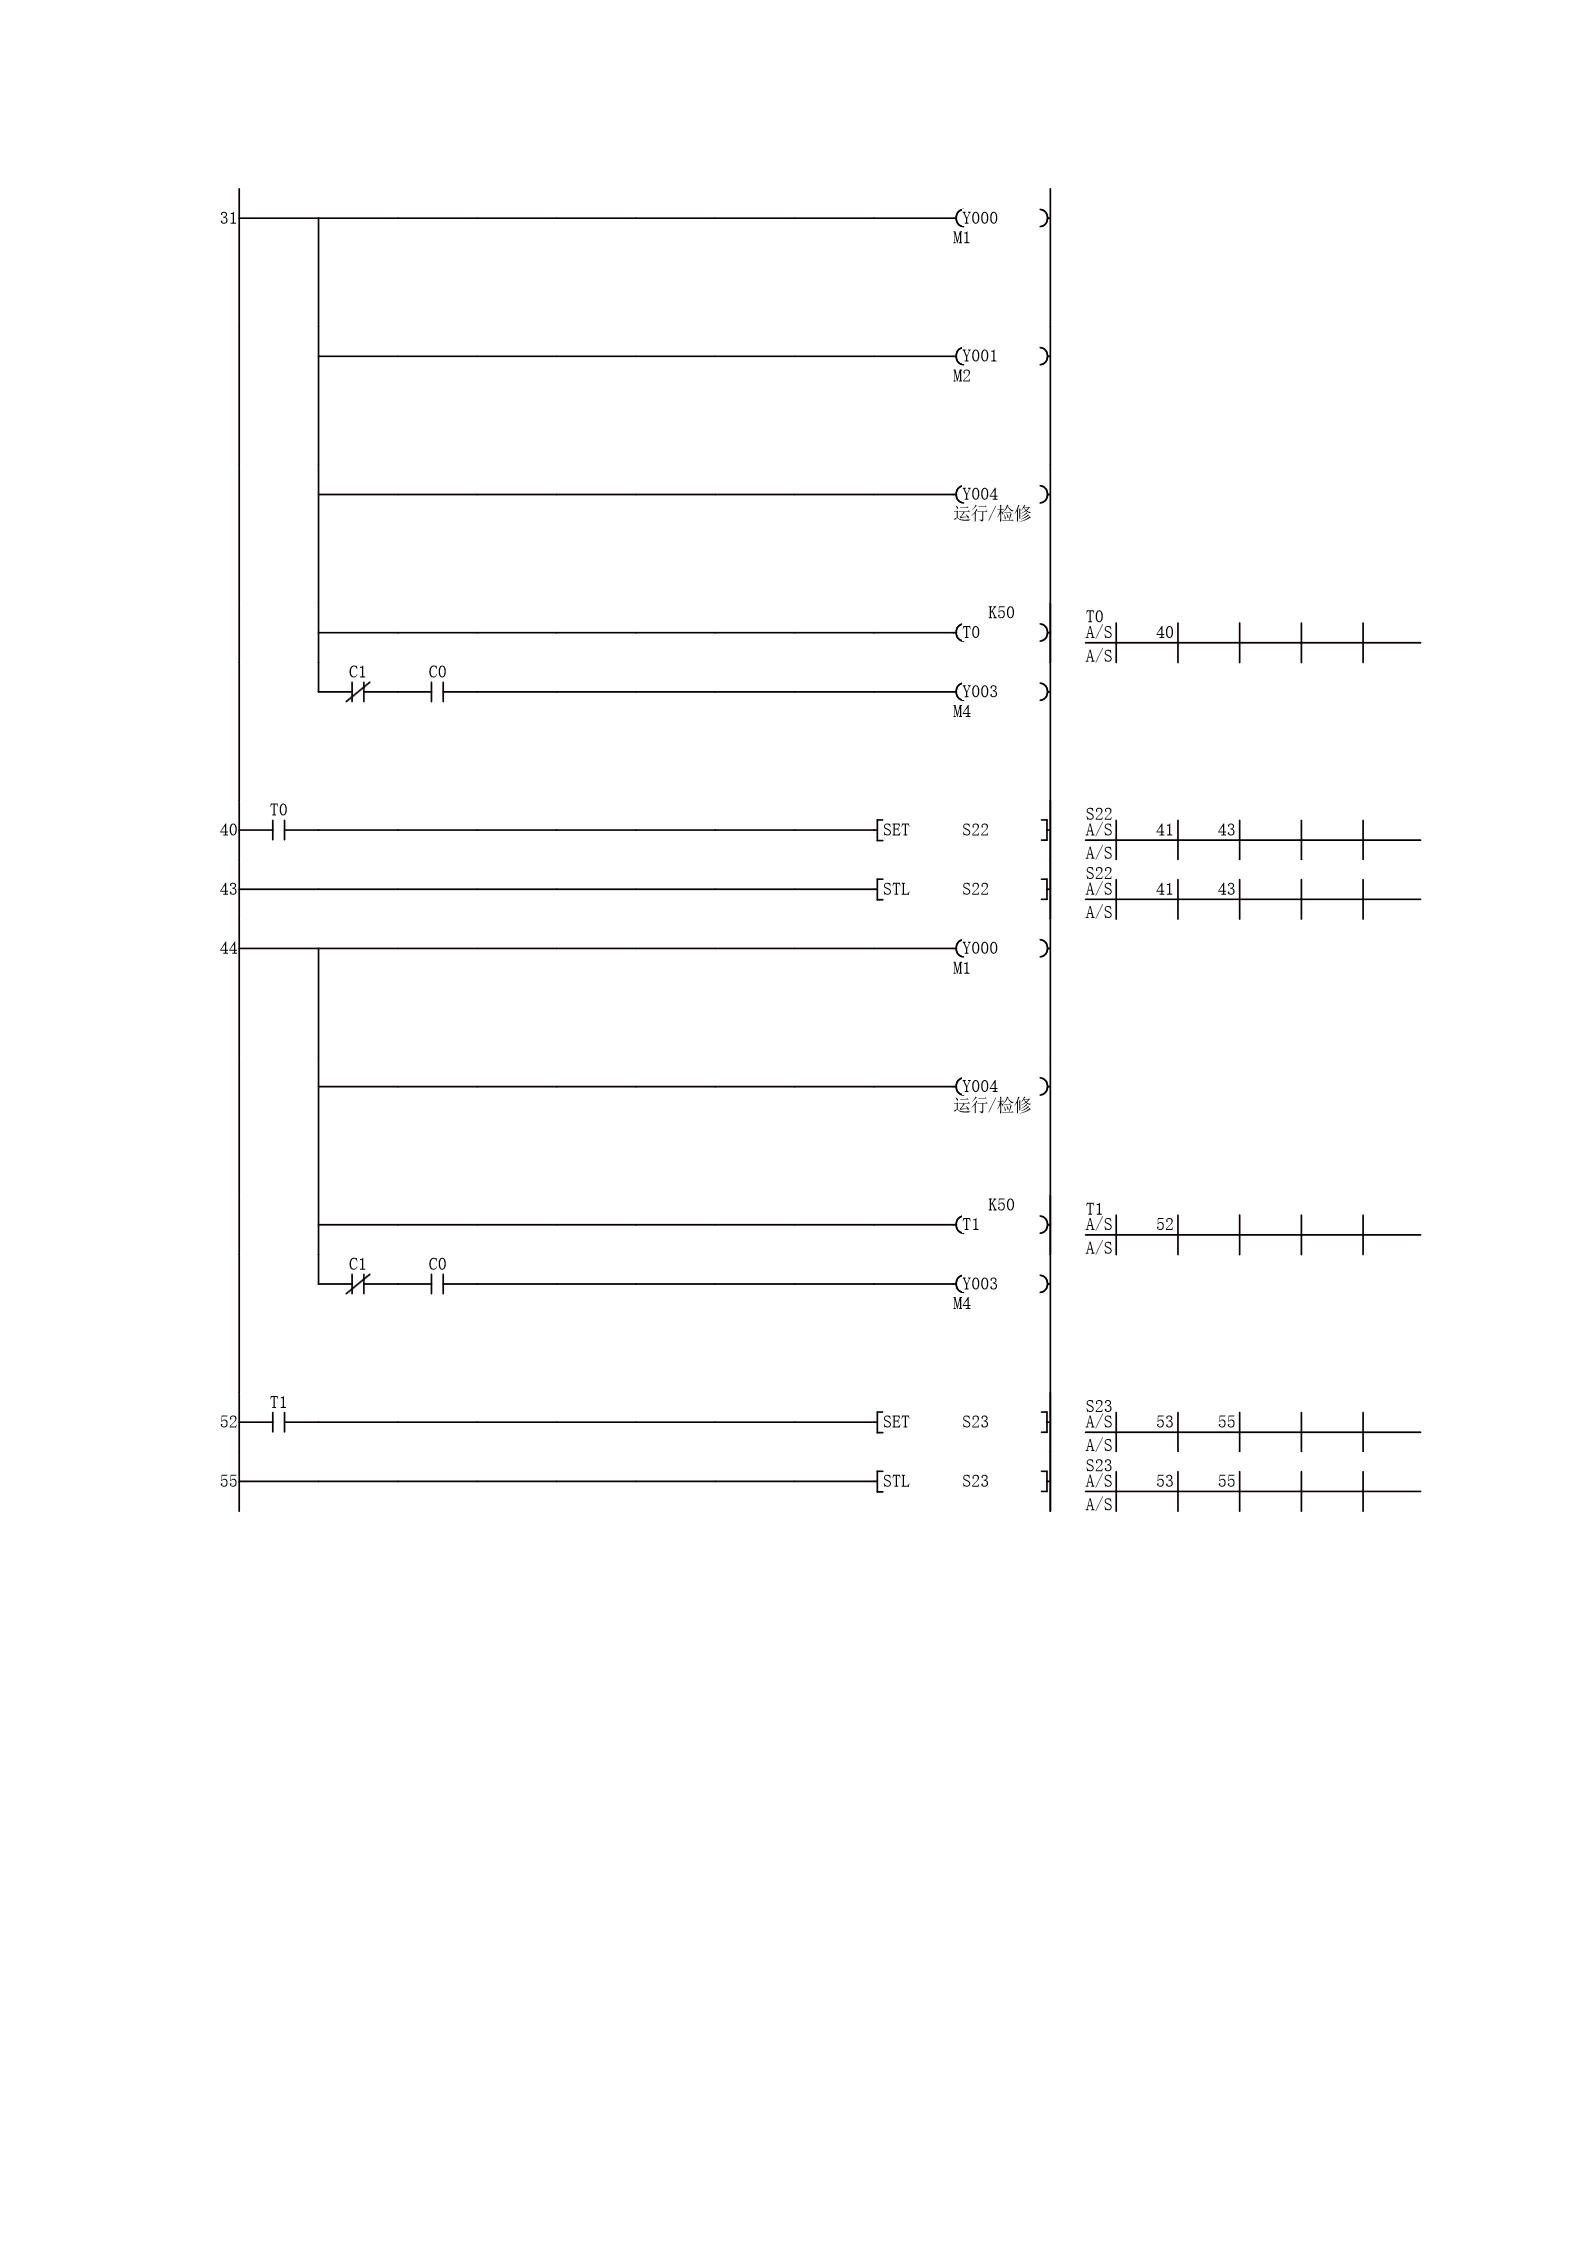 31 Y000
M1
Y001
M2
Y004
运行/检修
K50
T0
T0 A/S 40
A/S
C1 C0 Y003
M4
T0
40 SET S22
S22
A/S 41 43
A/S
43 STL S22
S22
A/S 41 43
A/S
44 Y000
M1
Y004
运行/检修
K50
T1
T1
A/S 52
A/S
C1 C0
Y003
M4
T1
52 SET S23
S23
A/S 53 55
A/S
55 STL S23
S23
A/S 53 55
A/S